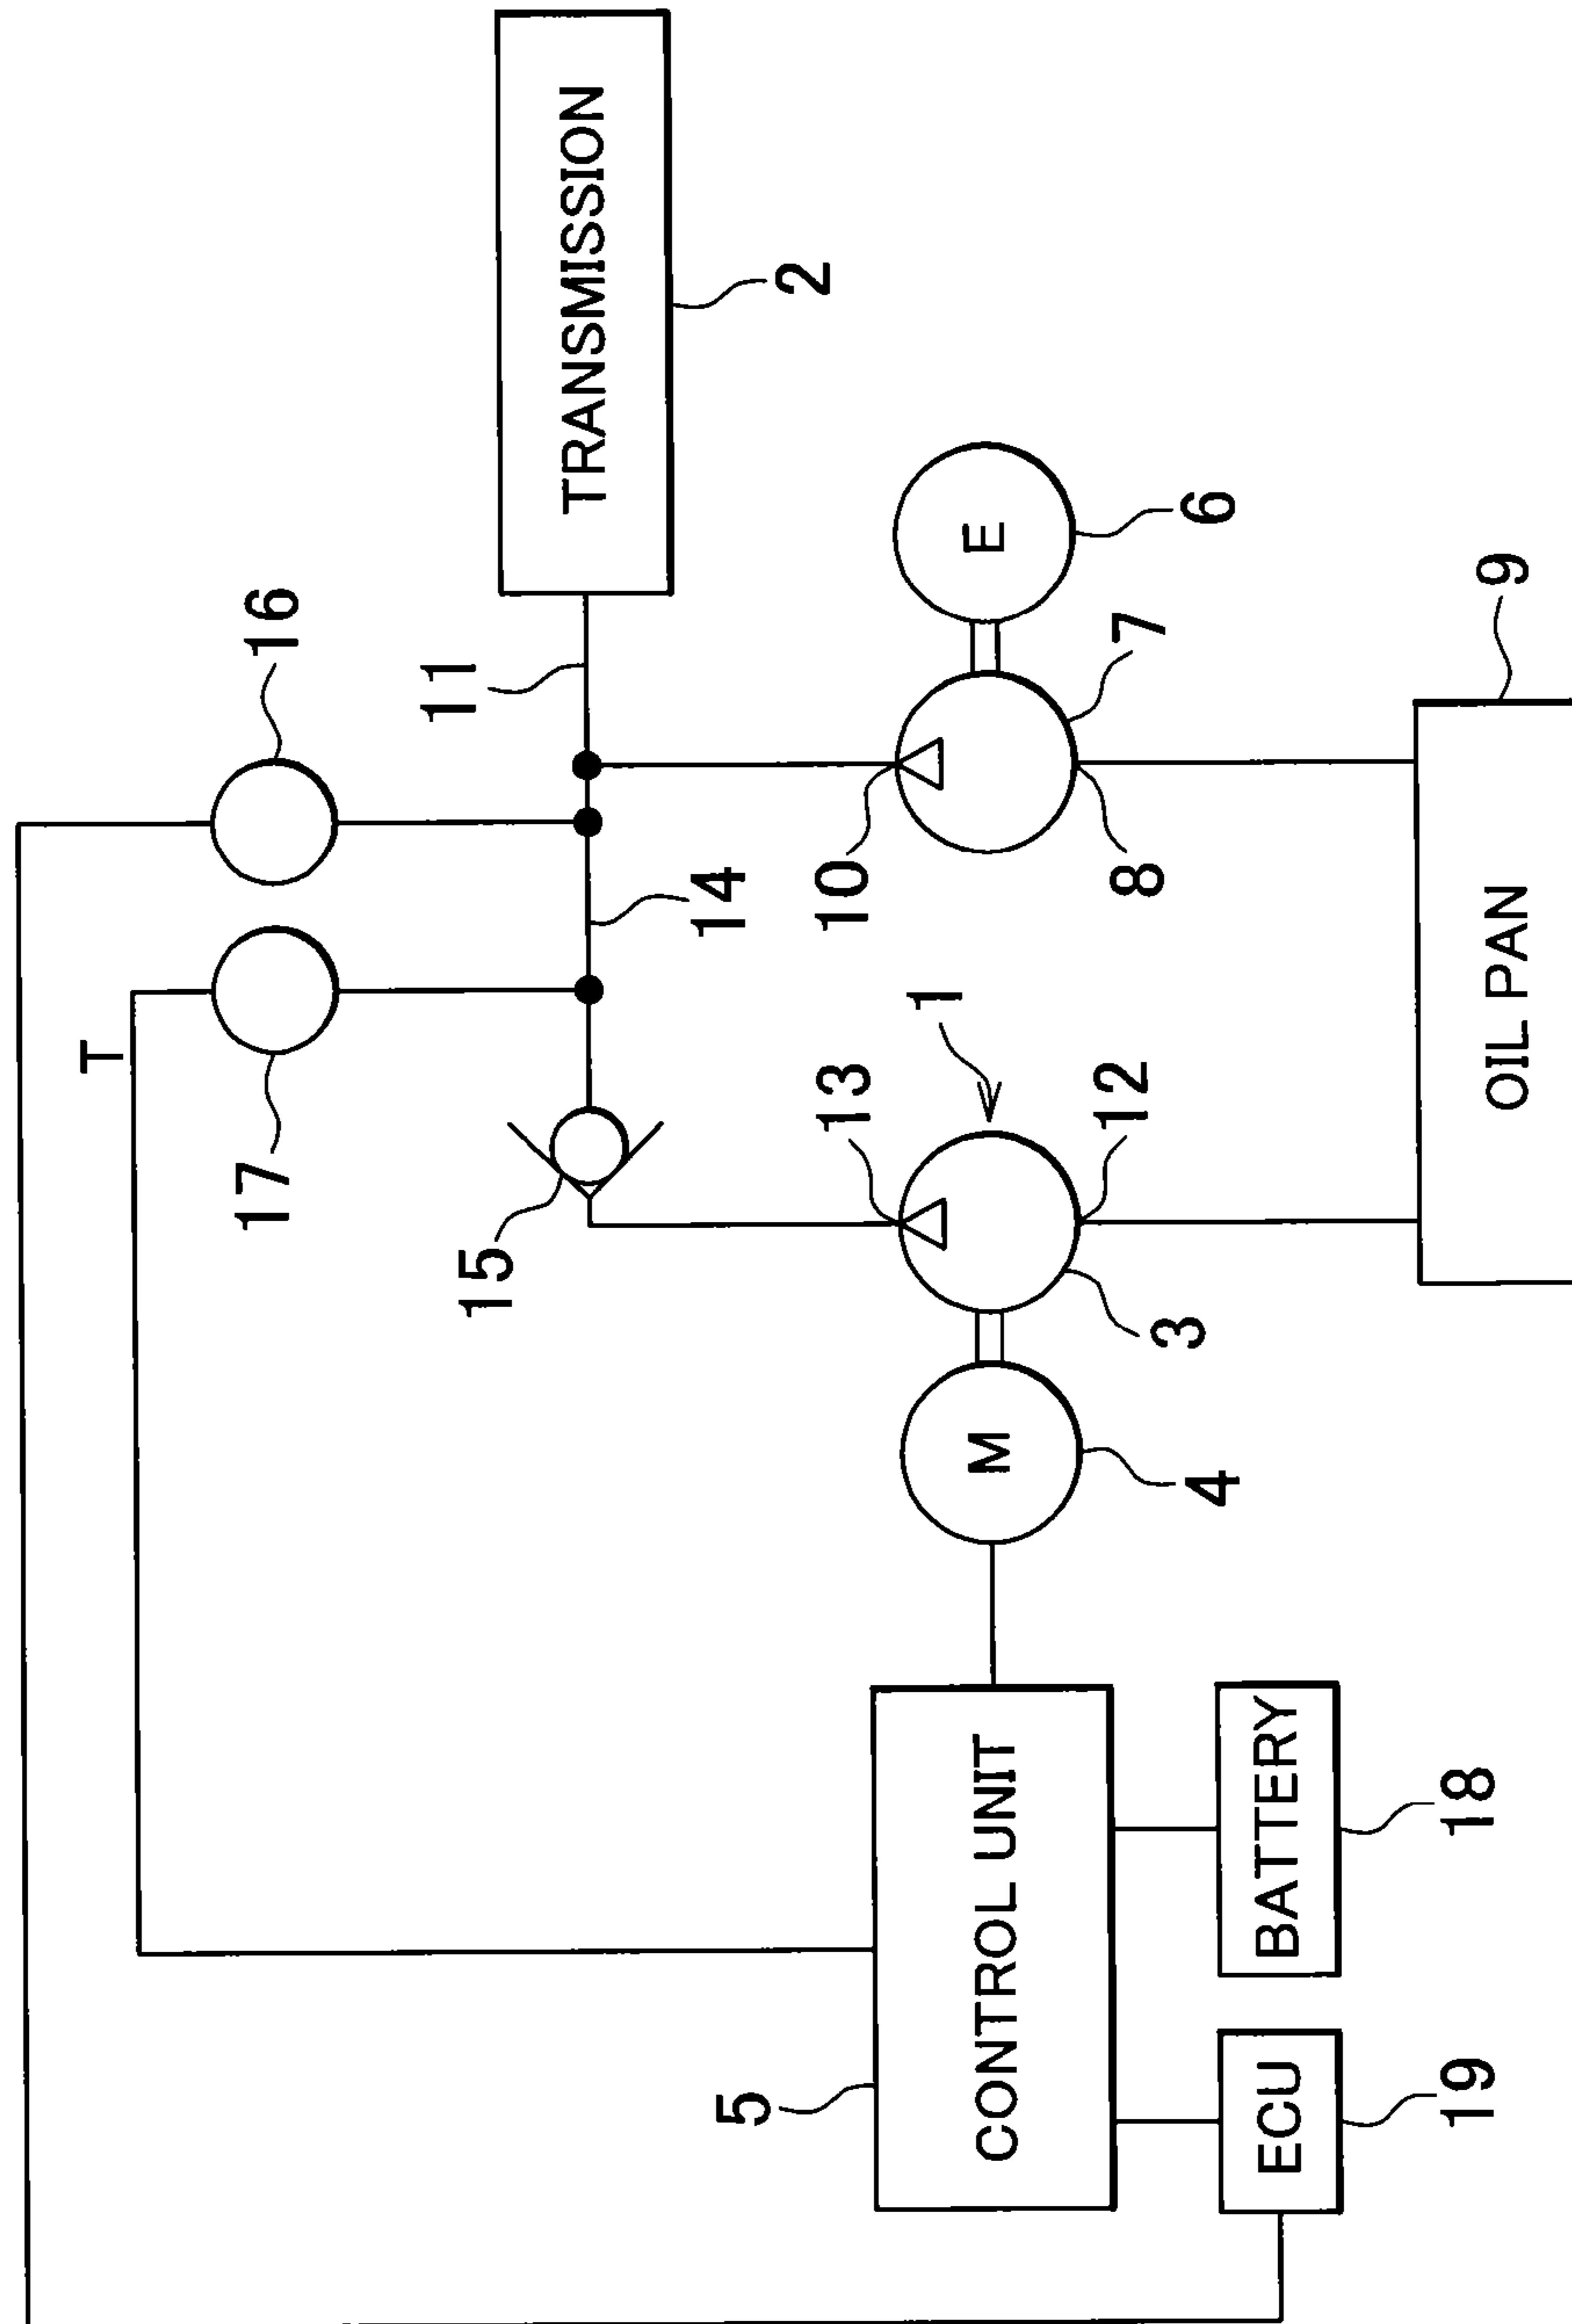 T
17
16
11
15
TRANSMISSION
14
5
2
13
10
1
CONTROL UNIT
M
E
12
8
7
3
4
6
ECU
BATTERY
19
18
OIL PAN
9